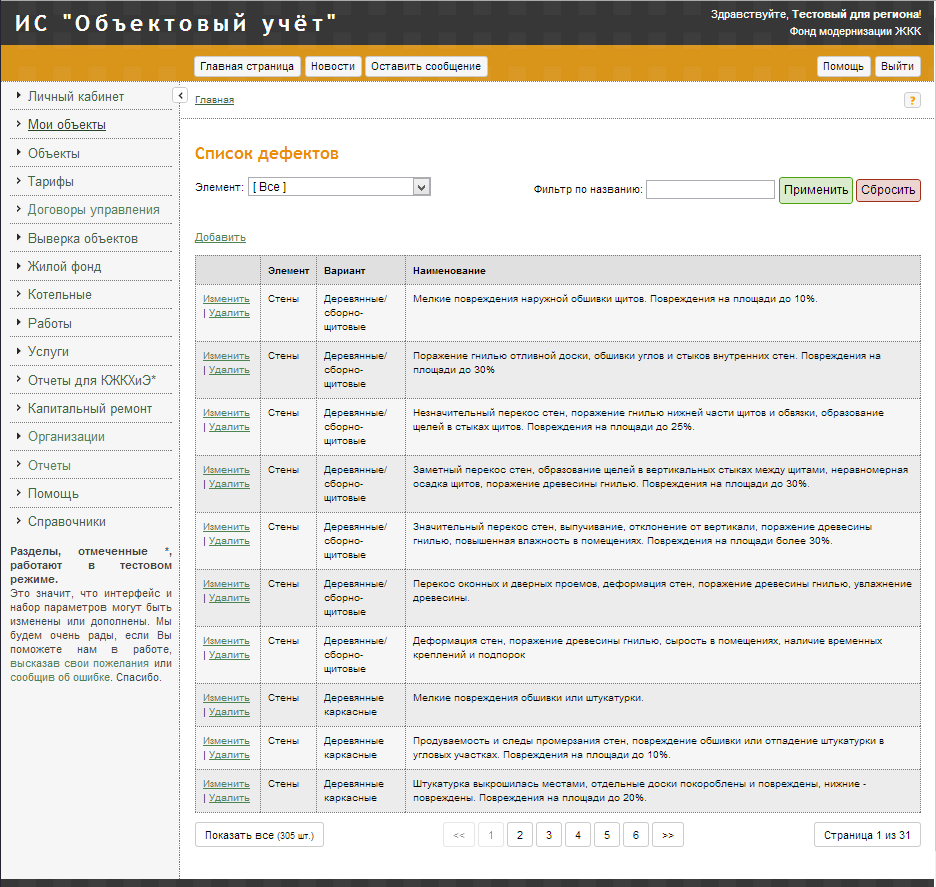 ИС "Объектовый учёт"
Здравствуйте, Тестовый для региона!
Фонд модернизации ЖКК
Главная страница
Новости
Оставить сообщение
Помощь
Выйти
Личный кабинет
Мои объекты
Объекты
Тарифы
Договоры управления
Выверка объектов
Жилой фонд
Котельные
Работы
Услуги
Отчеты для КЖКХиЭ*
Капитальный ремонт
Организации
Отчеты
Помощь
Справочники
Разделы, отмеченные *,
работают в тестовом
режиме.
Это значит, что интерфейс и
набор параметров могут быть
изменены или дополнены. Мы
будем очень рады, если Вы
поможете нам в работе,
высказав свои пожелания или
сообщив об ошибке. Спасибо.
<
Главная
?
Список дефектов
Элемент: [ Все ]
Фильтр по названию:
Применить
Сбросить
Добавить
Элемент Вариант Наименование
Изменить Стены Деревянные/ Мелкие повреждения наружной обшивки щитов. Повреждения на площади до 10%.
| Удалить сборно-
щитовые
Изменить Стены Деревянные/ Поражение гнилью отливной доски, обшивки углов и стыков внутренних стен. Повреждения на
| Удалить сборно- площади до 30%
щитовые
Изменить Стены Деревянные/ Незначительный перекос стен, поражение гнилью нижней части щитов и обвязки, образование
| Удалить сборно- щелей в стыках щитов. Повреждения на площади до 25%.
щитовые
Изменить Стены Деревянные/ Заметный перекос стен, образование щелей в вертикальных стыках между щитами, неравномерная
| Удалить сборно- осадка щитов, поражение древесины гнилью. Повреждения на площади до 30%.
щитовые
Изменить Стены Деревянные/ Значительный перекос стен, выпучивание, отклонение от вертикали, поражение древесины
| Удалить сборно- гнилью, повышенная влажность в помещениях. Повреждения на площади более 30%.
щитовые
Изменить Стены Деревянные/ Перекос оконных и дверных проемов, деформация стен, поражение древесины гнилью, увлажнение
| Удалить сборно- древесины.
щитовые
Изменить Стены Деревянные/ Деформация стен, поражение древесины гнилью, сырость в помещениях, наличие временных
| Удалить сборно- креплений и подпорок
щитовые
Изменить Стены Деревянные Мелкие повреждения обшивки или штукатурки.
| Удалить каркасные
Изменить Стены Деревянные Продуваемость и следы промерзания стен, повреждение обшивки или отпадение штукатурки в
| Удалить каркасные угловых участках. Повреждения на площади до 10%.
Изменить Стены Деревянные Штукатурка выкрошилась местами, отдельные доски покороблены и повреждены, нижние -
| Удалить каркасные повреждены. Повреждения на площади до 20%.
Показать все (305 шт.)
<< 1 2 3 4 5 6 >>
Страница 1 из 31